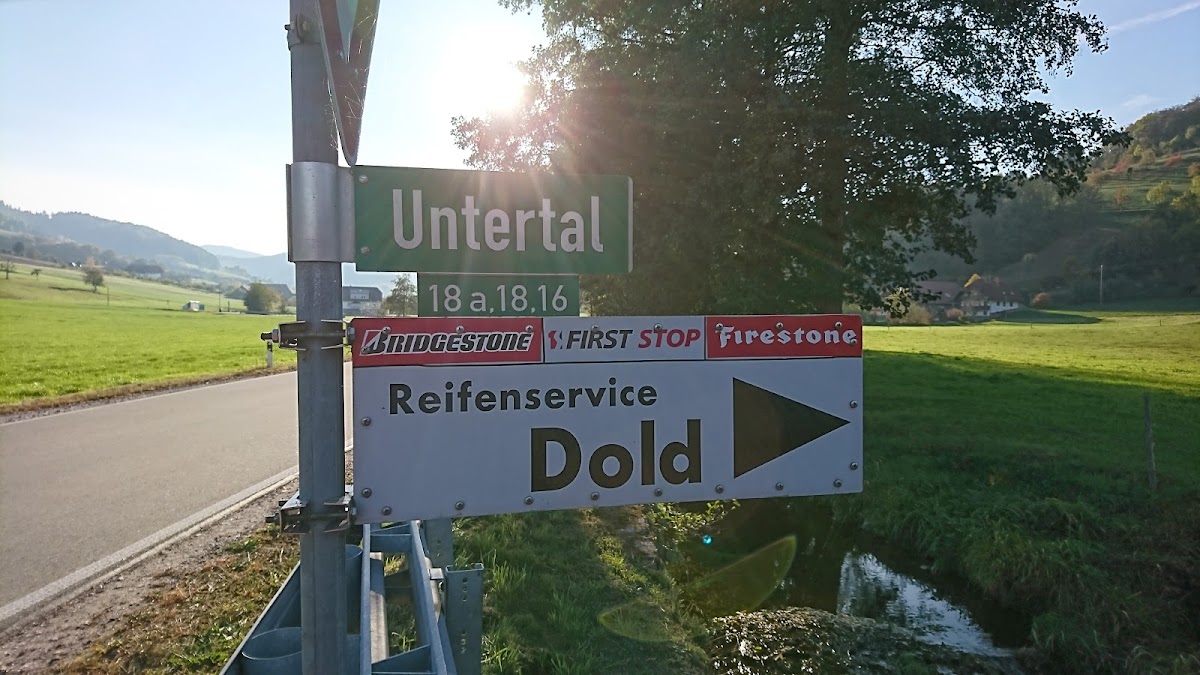 Untertal
18 a,18,16
BRIDGESTONE FIRST STOP Firestone
Reifenservice
Dold